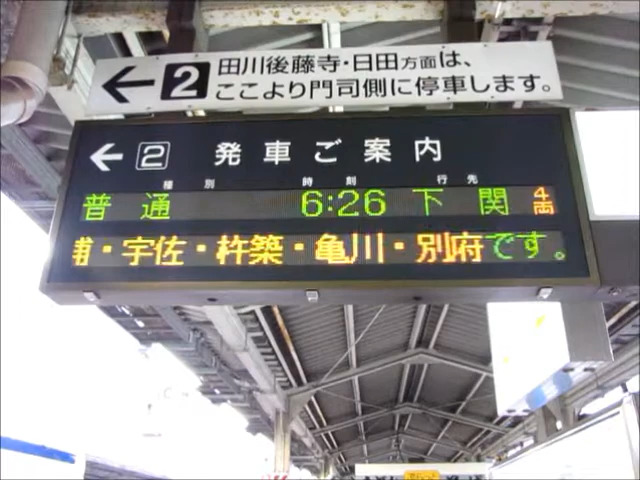 ← 2 田川後藤寺・日田方面は、
ここより門司側に停車します。
← 2 発車ご案内
種別 時刻 行先
普通 6:26 下関 4両
・宇佐・杵築・亀川・別府です。